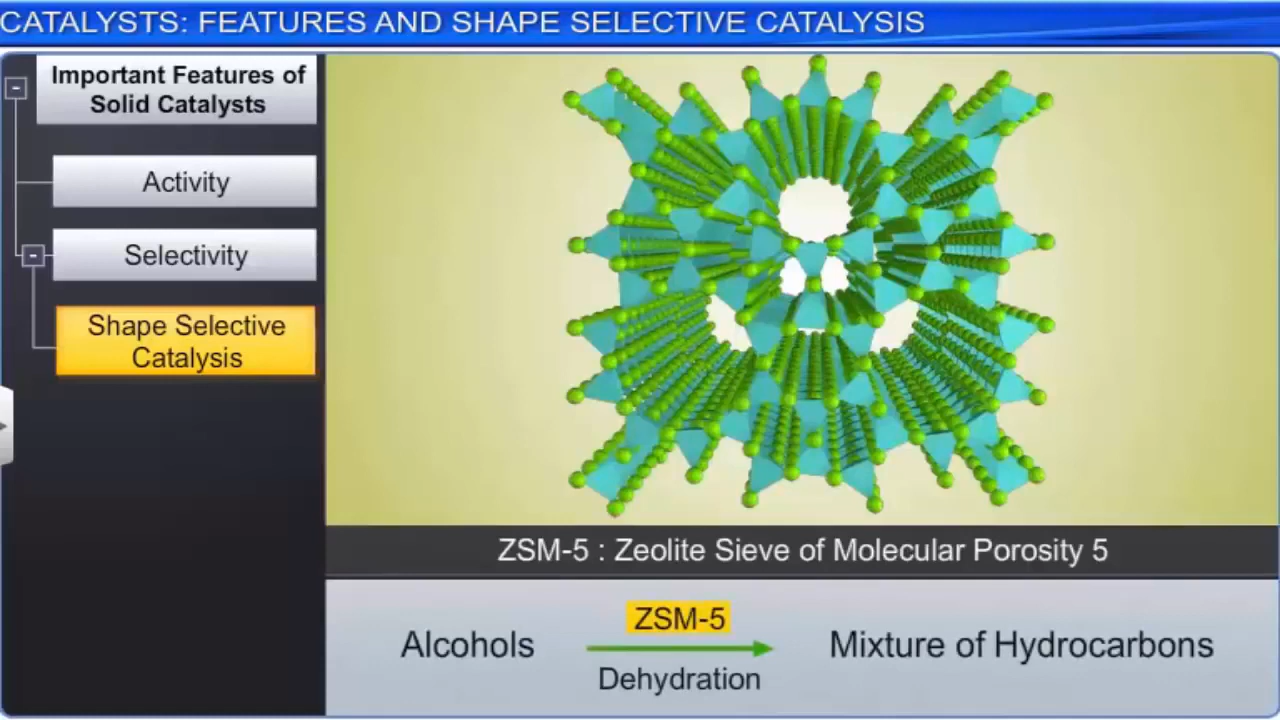 CATALYSTS: FEATURES AND SHAPE SELECTIVE CATALYSIS
Important Features of
Solid Catalysts
Activity
Selectivity
Shape Selective
Catalysis
ZSM-5 : Zeolite Sieve of Molecular Porosity 5
ZSM-5
Alcohols
Mixture of Hydrocarbons
Dehydration